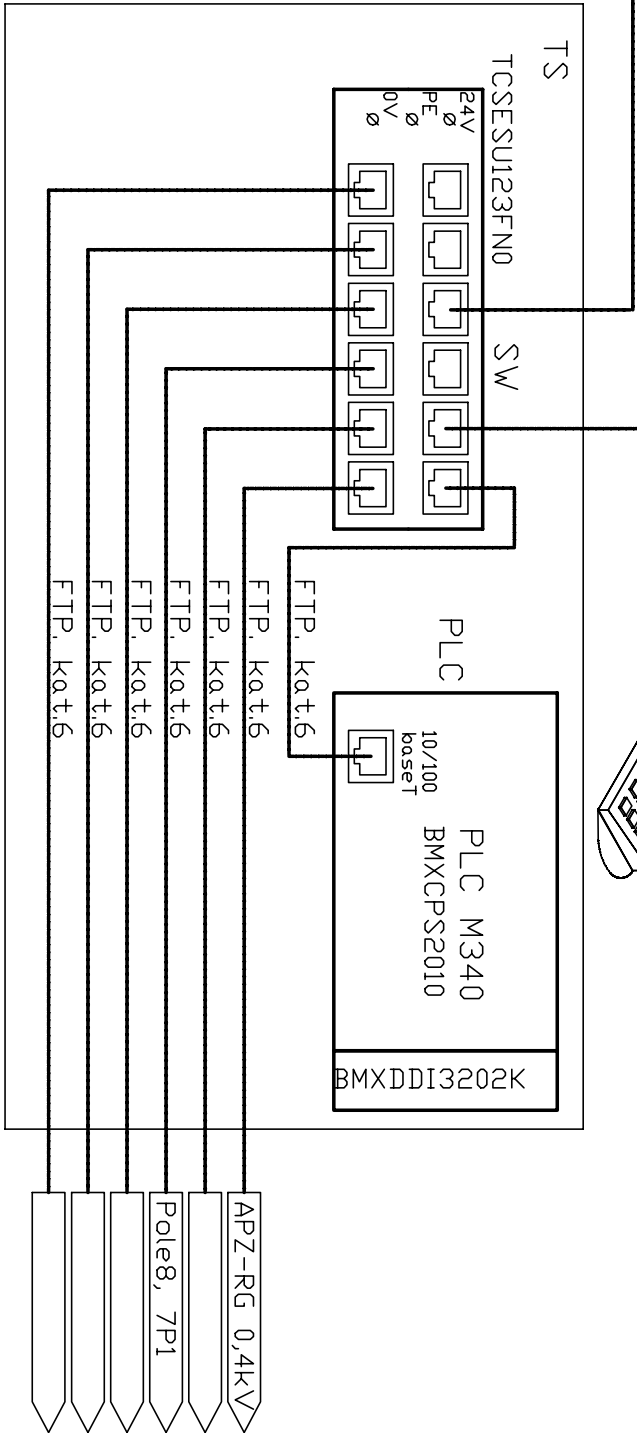 TS
TCSESU123FN0
SW
24V
PE
0V
PLC
10/100
baseT
PLC M340
BMXCPS2010
BMXDDI3202K
FTP. kat.6
FTP. kat.6
FTP. kat.6
FTP. kat.6
FTP. kat.6
FTP. kat.6
FTP. kat.6
APZ-RG 0,4kV
Pole8, 7P1